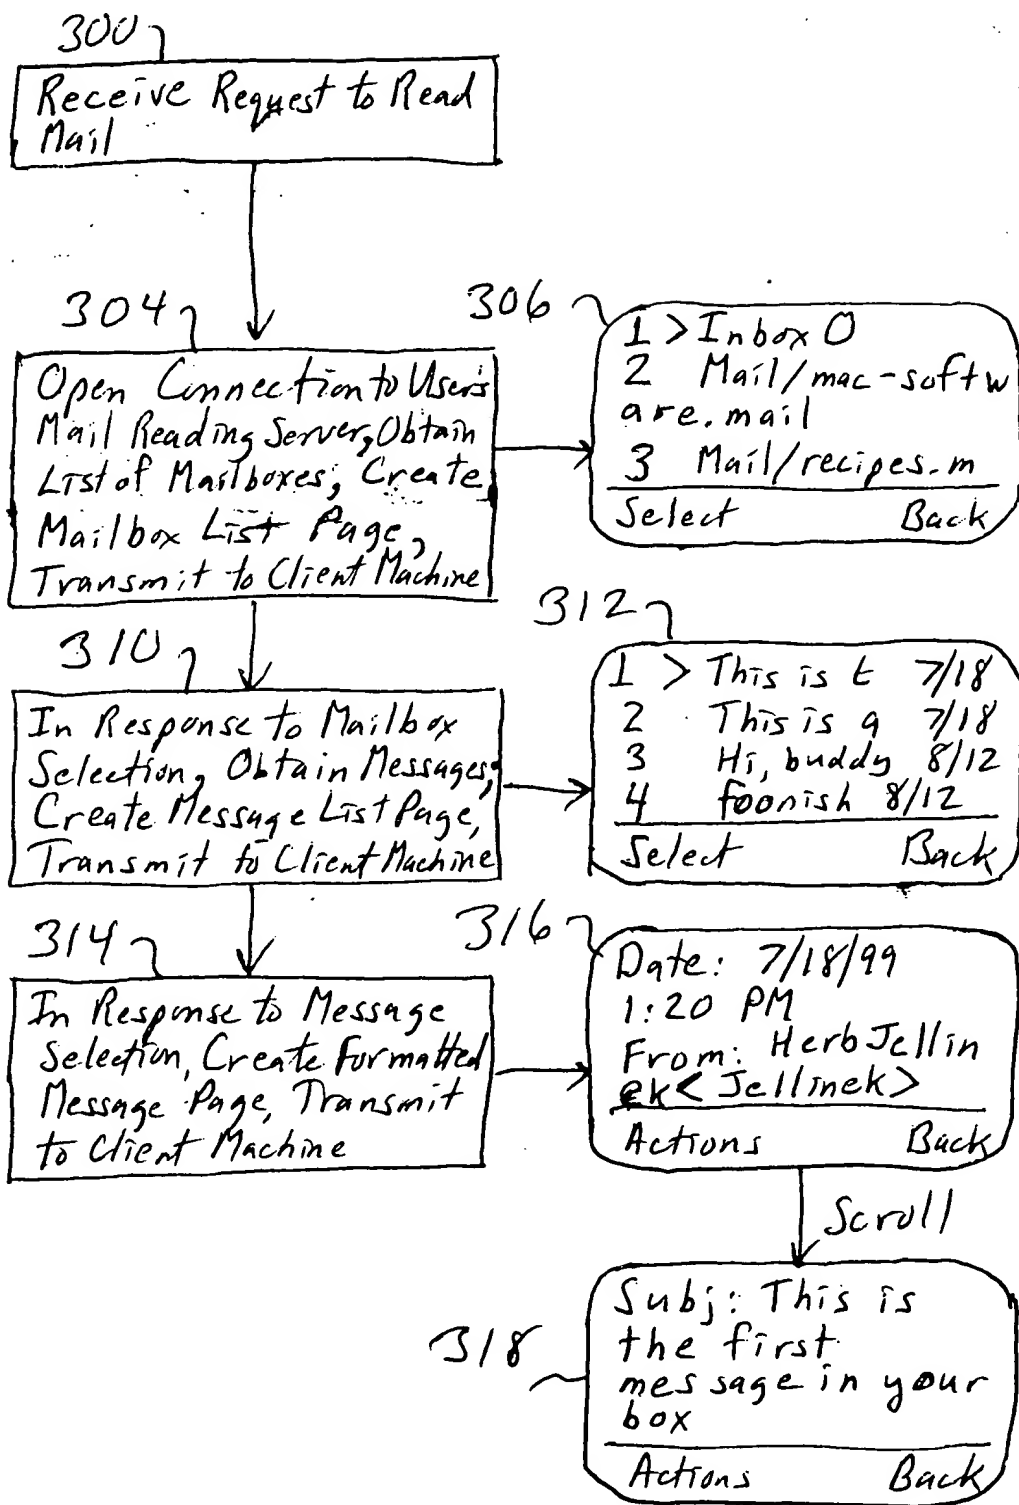 300
Receive Request to Read
Mail
304
Open Connection to User's
Mail Reading Server, Obtain
List of Mailboxes, Create
Mailbox List Page,
Transmit to Client Machine
306
1 > Inbox O
2 Mail/mac-softw
are.mail
3 Mail/recipes.m
Select Back
310
In Response to Mailbox
Selection, Obtain Messages,
Create Message List Page,
Transmit to Client Machine
312
1 > This is t 7/18
2 This is a 7/18
3 Hi, buddy 8/12
4 foonish 8/12
Select Back
314
In Response to Message
Selection, Create Formatted
Message Page, Transmit
to Client Machine
316
Date: 7/18/99
1:20 PM
From: Herb Jellin
ek<Jellinek>
Actions Back
Scroll
318
Subj: This is
the first
message in your
box
Actions Back